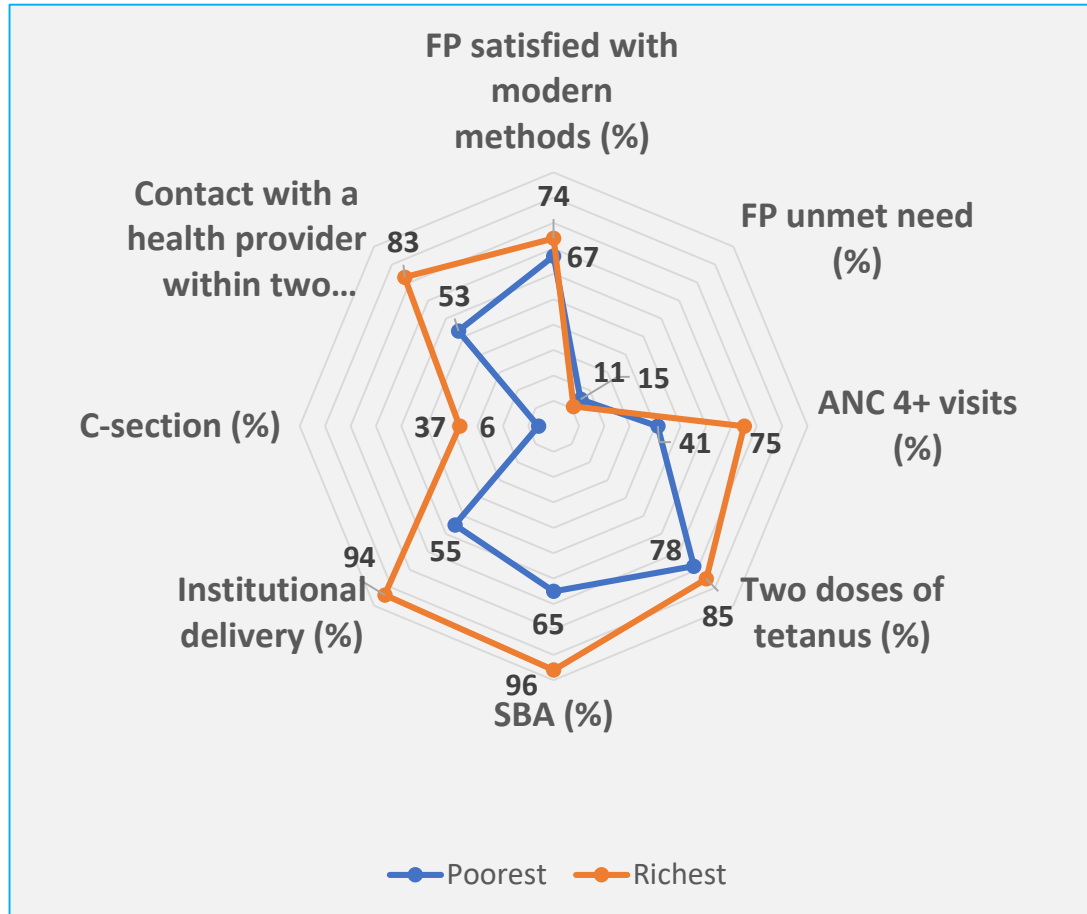 FP satisfied with
modern
methods (%)
74
67
FP unmet need
(%)
11
15
ANC 4+ visits
(%)
75
41
Two doses of
tetanus (%)
78
85
SBA (%)
65
96
Institutional
delivery (%)
55
94
C-section (%)
37
6
Contact with a
health provider
within two...
83
53
Poorest
Richest